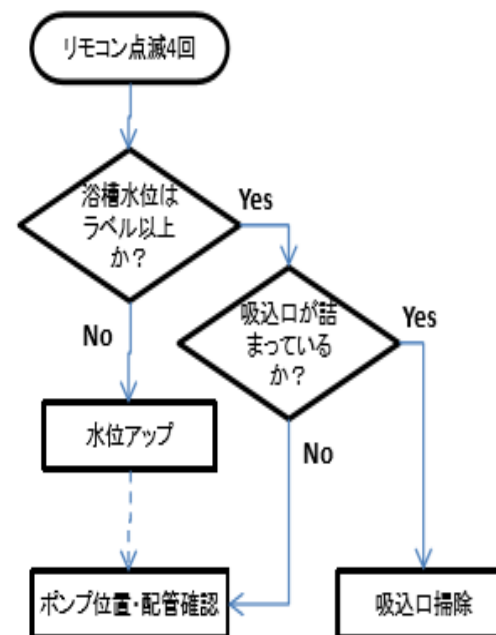 リモコン点滅4回
浴槽水位は
ラベル以上
か？
Yes
吸込口が詰
まっている
か？
Yes
No
水位アップ
No
ポンプ位置・配管確認
吸込口掃除